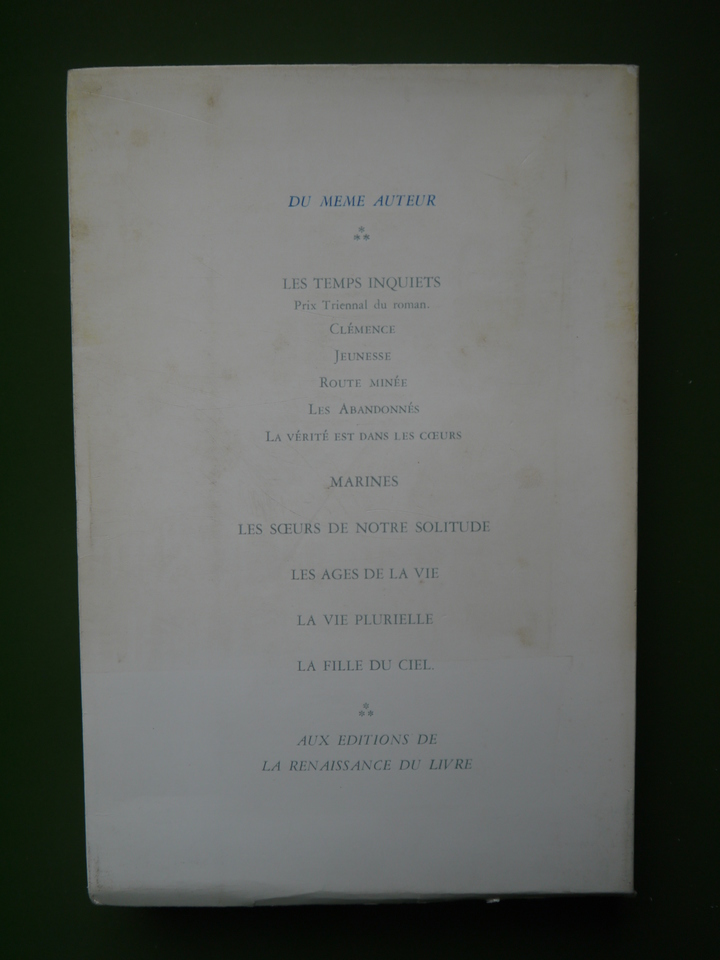 DU MEME AUTEUR
LES TEMPS INQUIETS
Prix Triennal du roman.
CLÉMENCE
JEUNESSE
ROUTE MINÉE
LES ABANDONNÉS
LA VÉRITÉ EST DANS LES CŒURS
MARINES
LES SŒURS DE NOTRE SOLITUDE
LES AGES DE LA VIE
LA VIE PLURIELLE
LA FILLE DU CIEL.
AUX EDITIONS DE
LA RENAISSANCE DU LIVRE